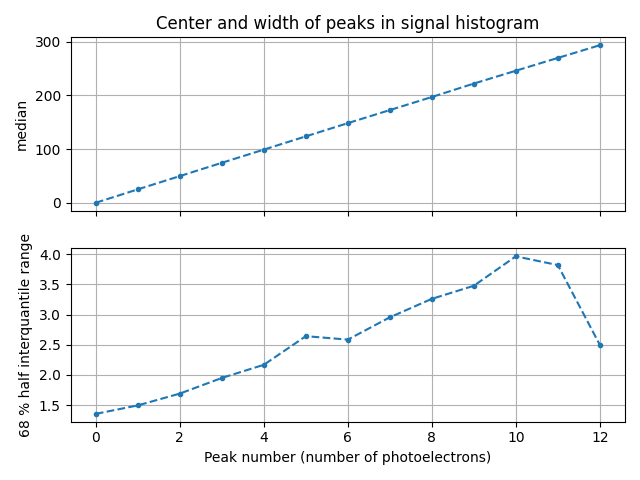 Center and width of peaks in signal histogram
300
200
100
0
median
4.0
3.5
3.0
2.5
2.0
1.5
68 % half interquantile range
0 2 4 6 8 10 12
Peak number (number of photoelectrons)